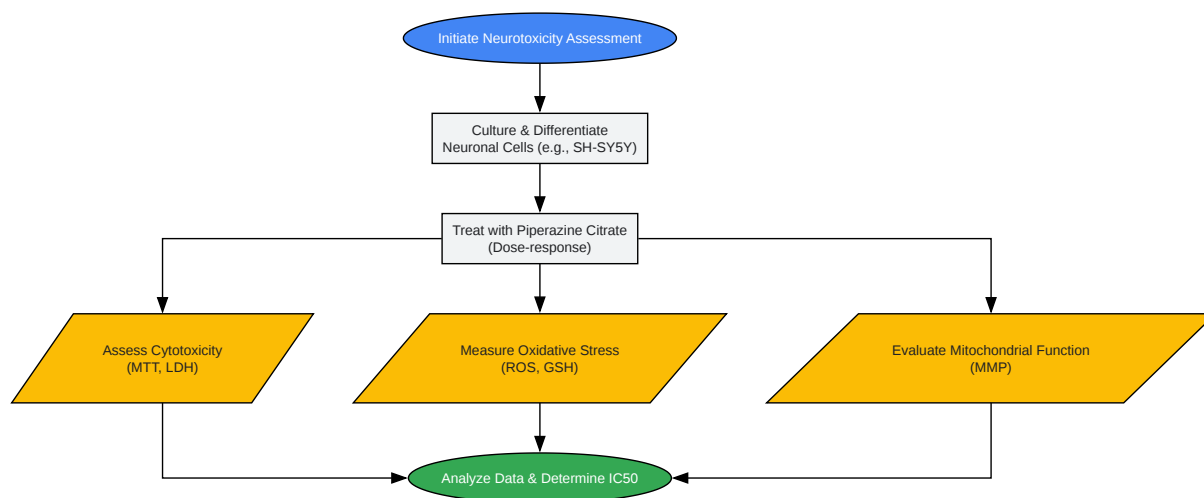 Initiate Neurotoxicity Assessment
Culture & Differentiate
Neuronal Cells (e.g., SH-SY5Y)
Treat with Piperazine Citrate
(Dose-response)
Assess Cytotoxicity
(MTT, LDH)
Measure Oxidative Stress
(ROS, GSH)
Evaluate Mitochondrial Function
(MMP)
Analyze Data & Determine IC50